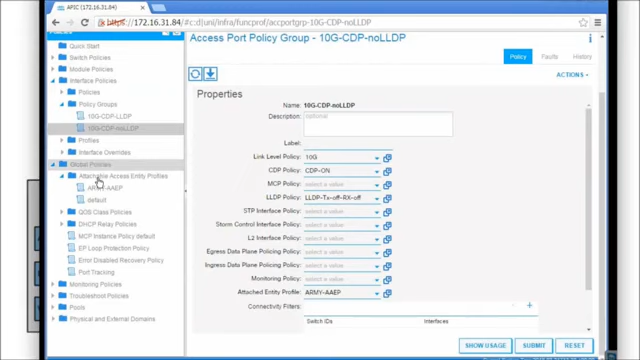 APIC (172.16.31.84)
https://172.16.31.84/#c:d|uni/infra/funcprof/accportgrp-10G-CDP-noLLDP
Quick Start
Switch Policies
Module Policies
Interface Policies
Policies
Policy Groups
10G-CDP-LLDP
10G-CDP-noLLDP
Profiles
Interface Overrides
Global Policies
Attachable Access Entity Profiles
ARMY-AAEP
default
QOS Class Policies
DHCP Relay Policies
MCP Instance Policy default
EP Loop Protection Policy
Error Disabled Recovery Policy
Port Tracking
Monitoring Policies
Troubleshoot Policies
Pools
Physical and External Domains
Access Port Policy Group - 10G-CDP-noLLDP
i
Policy
Faults
History
ACTIONS
Properties
Name: 10G-CDP-noLLDP
Description: optional
Label:
Link Level Policy: 10G
CDP Policy: CDP-ON
MCP Policy: select a value
LLDP Policy: LLDP-Tx-off-RX-off
STP Interface Policy: select a value
Storm Control Interface Policy: select a value
L2 Interface Policy: select a value
Egress Data Plane Policing Policy: select a value
Ingress Data Plane Policing Policy: select a value
Monitoring Policy: select a value
Attached Entity Profile: ARMY-AAEP
Connectivity Filters:
Switch IDs
Interfaces
SHOW USAGE
SUBMIT
RESET